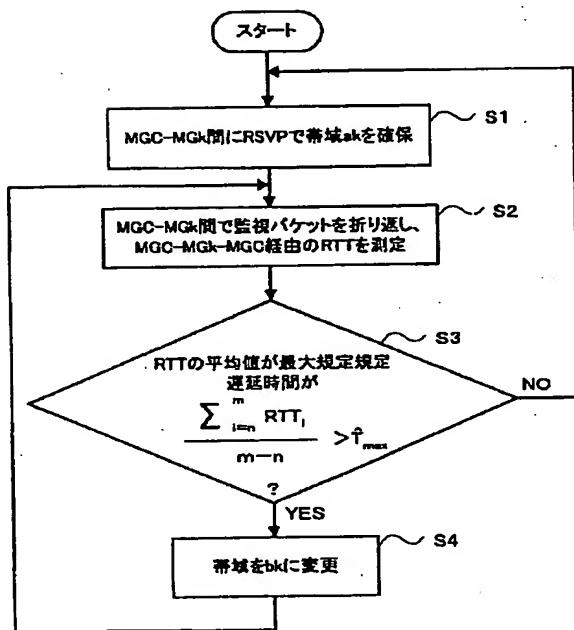 スタート
MGC-MGk間にRSVPで帯域akを確保
S1
MGC-MGk間で監視パケットを折り返し、
MGC-MGk-MGC経由のRTTを測定
S2
S3
RTTの平均値が最大規定規定
遅延時間が
∑ m i=n RTTi
m-n
> T̂max
?
NO
YES
帯域をbkに変更
S4